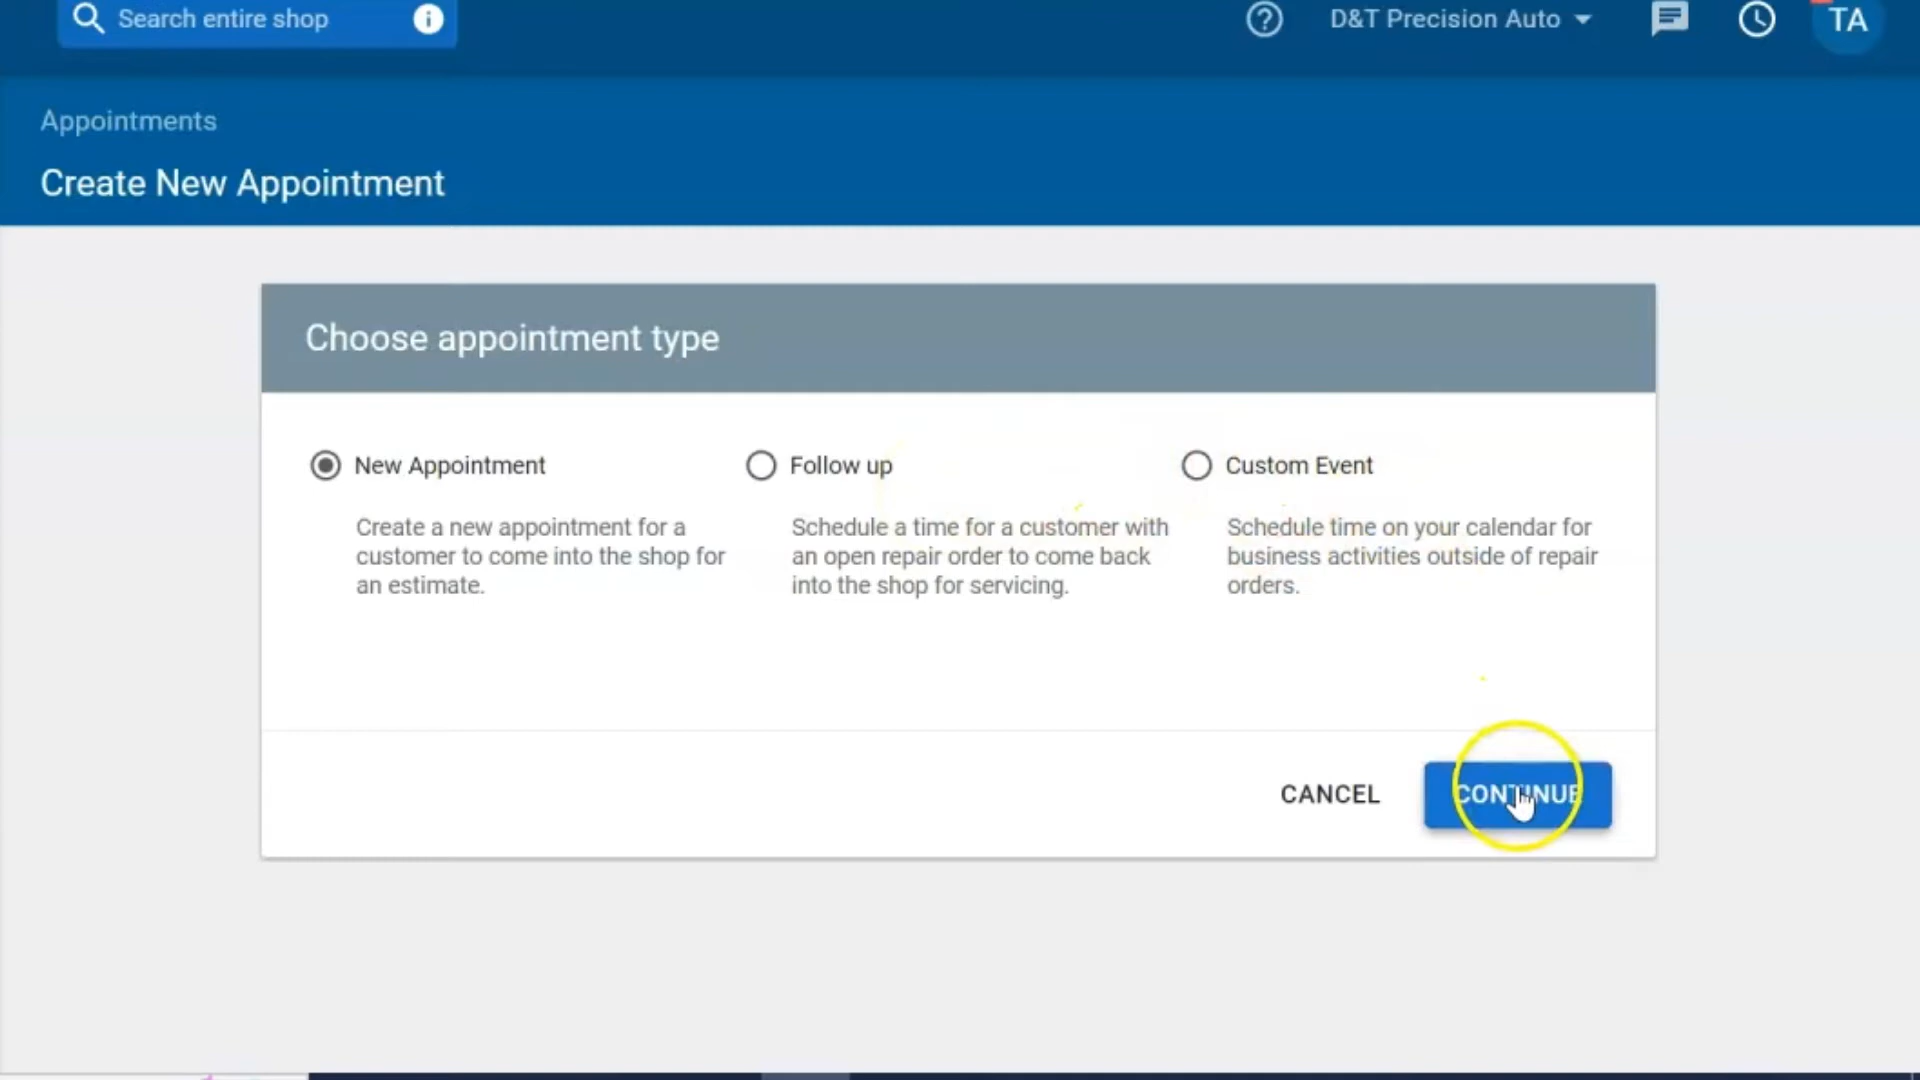 Search entire shop
D&T Precision Auto
TA
Appointments
Create New Appointment
Choose appointment type
New Appointment
Create a new appointment for a
customer to come into the shop for
an estimate.
Follow up
Schedule a time for a customer with
an open repair order to come back
into the shop for servicing.
Custom Event
Schedule time on your calendar for
business activities outside of repair
orders.
CANCEL
CONTINUE